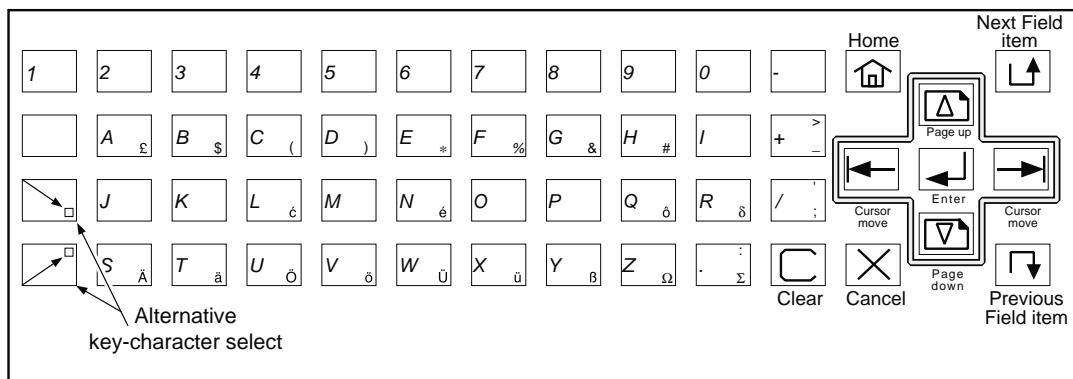 Next Field
item
Home
1 2 3 4 5 6 7 8 9 0 -
A £ B $ C ( D ) E * F % G & H # I + > _
Page up
J K L ć M N é O P Q ô R δ / ' ;
Enter
Cursor
move
Cursor
move
S Ä T ä U Ö V ö W Ü X ü Y ß Z Ω . : Σ
Page
down
Clear Cancel Previous
Field item
Alternative
key-character select